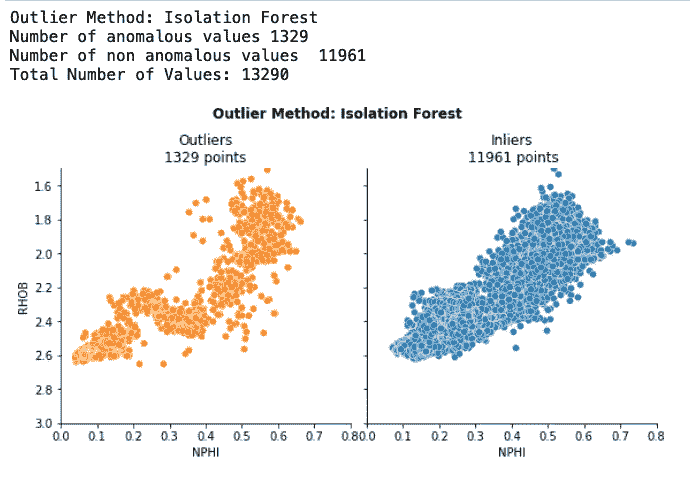 Outlier Method: Isolation Forest
Number of anomalous values 1329
Number of non anomalous values  11961
Total Number of Values: 13290
Outlier Method: Isolation Forest
Outliers
1329 points
Inliers
11961 points
1.6
1.8
2.0
2.2
2.4
2.6
2.8
3.0
RHOB
0.0 0.1 0.2 0.3 0.4 0.5 0.6 0.7 0.8
NPHI
0.0 0.1 0.2 0.3 0.4 0.5 0.6 0.7 0.8
NPHI